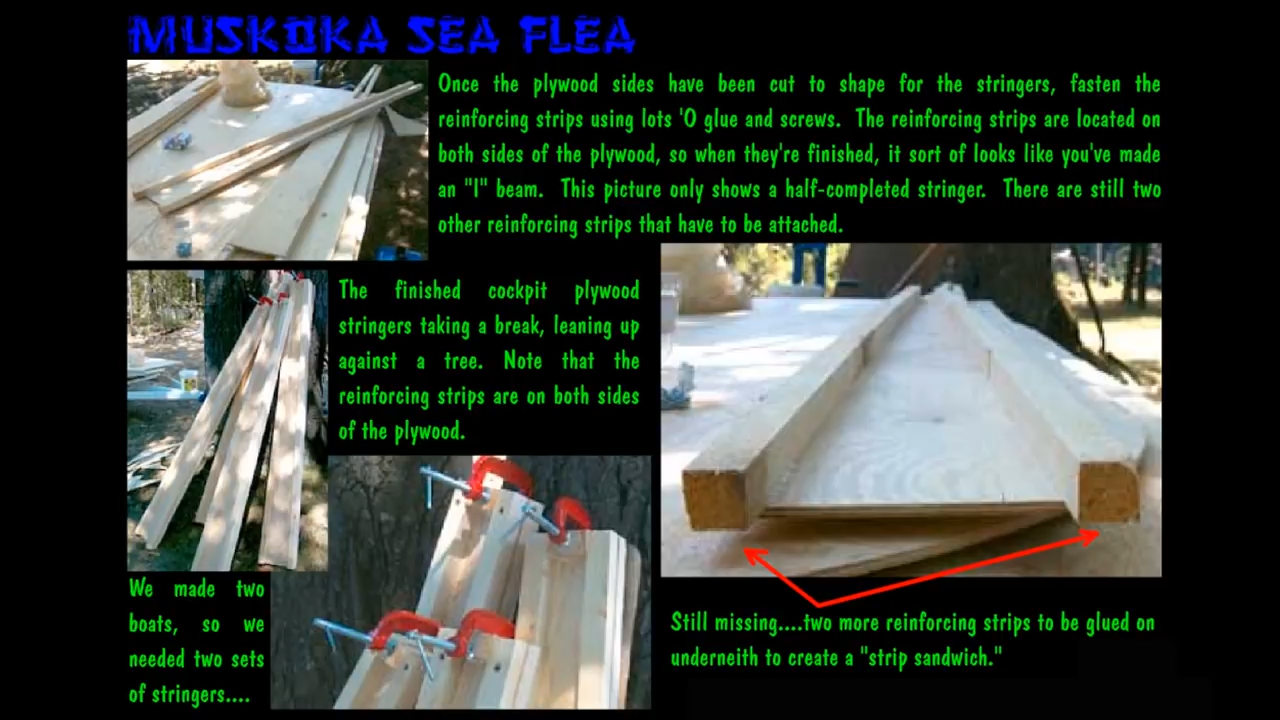 MUSKOKA SEA FLEA
Once the plywood sides have been cut to shape for the stringers, fasten the
reinforcing strips using lots 'O glue and screws. The reinforcing strips are located on
both sides of the plywood, so when they're finished, it sort of looks like you've made
an "I" beam. This picture only shows a half-completed stringer. There are still two
other reinforcing strips that have to be attached.
The finished cockpit plywood
stringers taking a break, leaning up
against a tree. Note that the
reinforcing strips are on both sides
of the plywood.
We made two
boats, so we
needed two sets
of stringers....
Still missing....two more reinforcing strips to be glued on
underneith to create a "strip sandwich."